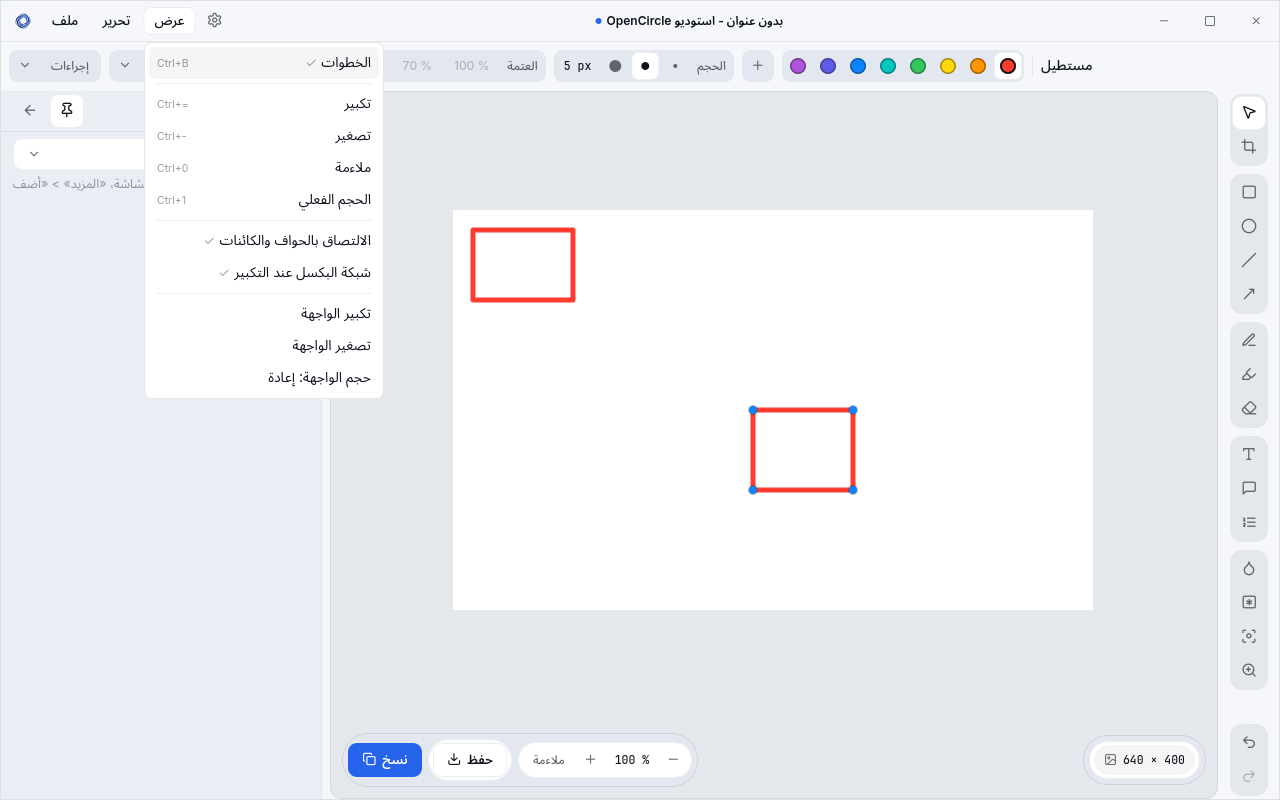 بدون عنوان - استوديو OpenCircle
ملف
تحرير
عرض
مستطيل
الحجم
5 px
العتمة
100 %
70 %
إجراءات
الخطوات Ctrl+B
تكبير Ctrl+=
تصغير Ctrl+-
ملاءمة Ctrl+0
الحجم الفعلي Ctrl+1
الالتصاق بالحواف والكائنات
شبكة البكسل عند التكبير
تكبير الواجهة
تصغير الواجهة
حجم الواجهة: إعادة
«المزيد» > «أضف
نسخ
حفظ
ملاءمة
100 %
640 × 400